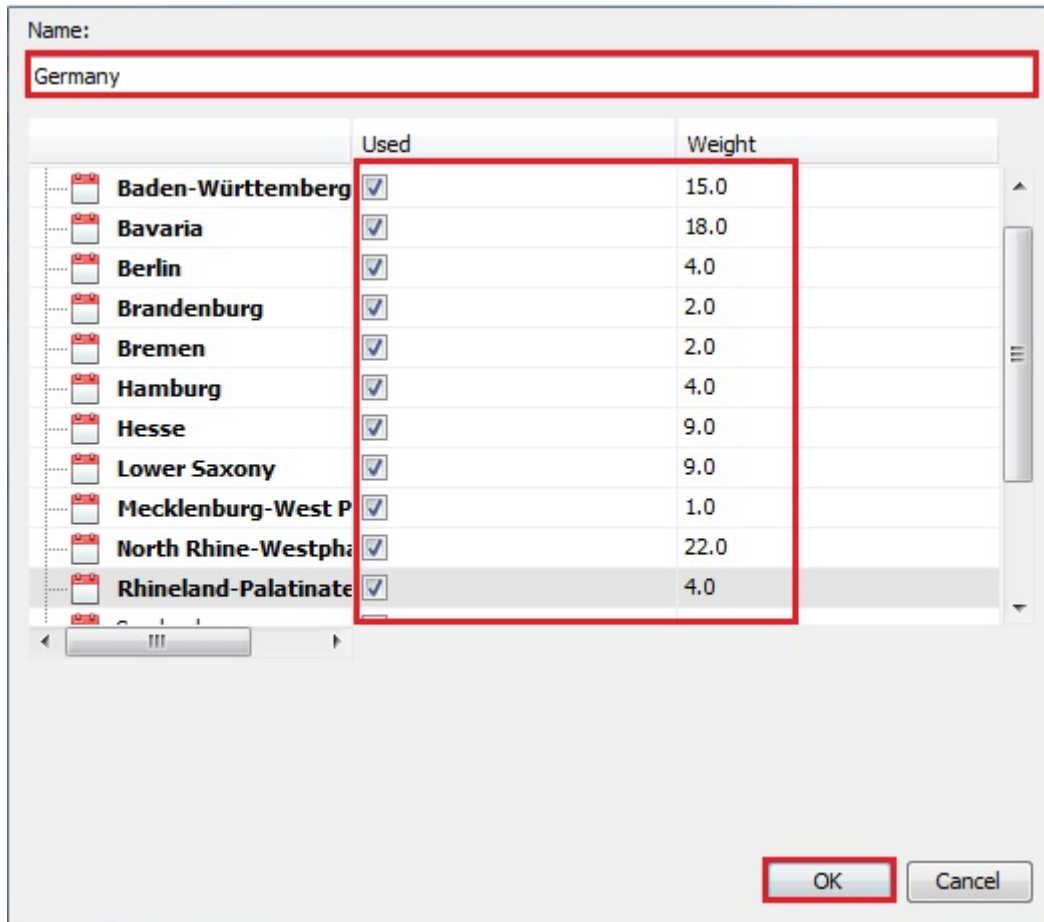 Name:
Germany
Used Weight
Baden-Württemberg 15.0
Bavaria 18.0
Berlin 4.0
Brandenburg 2.0
Bremen 2.0
Hamburg 4.0
Hesse 9.0
Lower Saxony 9.0
Mecklenburg-West P 1.0
North Rhine-Westpha 22.0
Rhineland-Palatinate 4.0
OK Cancel